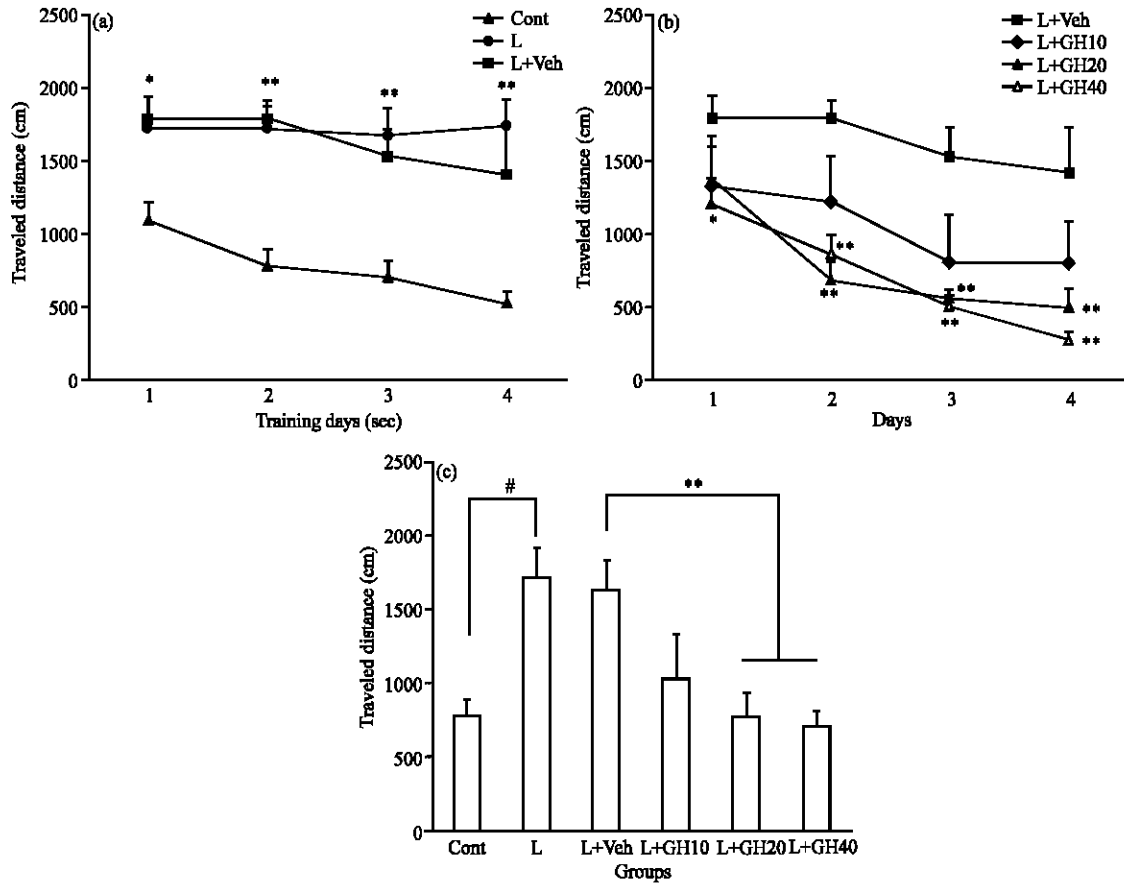 (a)
Cont
L
L+Veh
2500
2000
1500
1000
500
0
Traveled distance (cm)
* ** ** **
1 2 3 4
Training days (sec)
(b)
L+Veh
L+GH10
L+GH20
L+GH40
2500
2000
1500
1000
500
0
Traveled distance (cm)
*
**
**
**
**
**
**
1 2 3 4
Days
(c)
2500
2000
1500
1000
500
0
Traveled distance (cm)
# **
Cont L L+Veh L+GH10 L+GH20 L+GH40
Groups